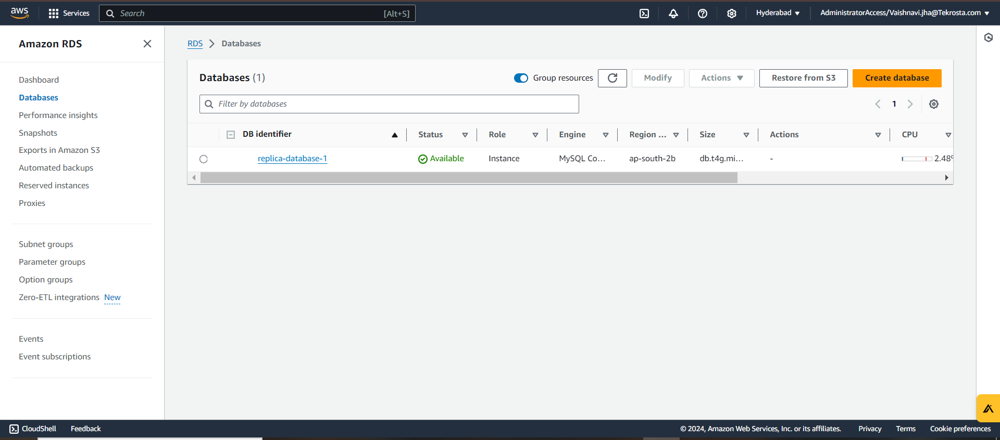 aws
Services
Search [Alt+S]
Hyderabad
AdministratorAccess/Vaishnavi.jha@Tekrosta.com
Amazon RDS
Dashboard
Databases
Performance insights
Snapshots
Exports in Amazon S3
Automated backups
Reserved instances
Proxies
Subnet groups
Parameter groups
Option groups
Zero-ETL integrations New
Events
Event subscriptions
RDS > Databases
Databases (1)
Group resources
Modify
Actions
Restore from S3
Create database
Filter by databases
1
DB identifier Status Role Engine Region ... Size Actions CPU
replica-database-1 Available Instance MySQL Co... ap-south-2b db.t4g.mi... - 2.48%
CloudShell Feedback
© 2024, Amazon Web Services, Inc. or its affiliates. Privacy Terms Cookie preferences